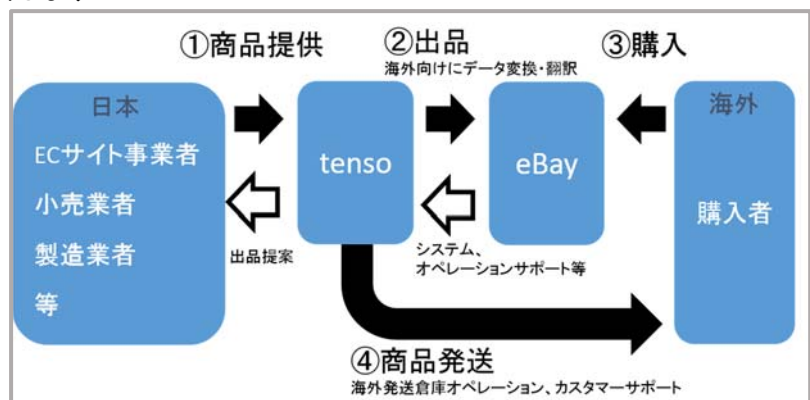 ①商品提供
②出品
海外向けにデータ変換・翻訳
③購入
日本
ECサイト事業者
小売業者
製造業者
等
tenso
eBay
海外
購入者
出品提案
システム、
オペレーションサポート等
④商品発送
海外発送倉庫オペレーション、カスタマーサポート